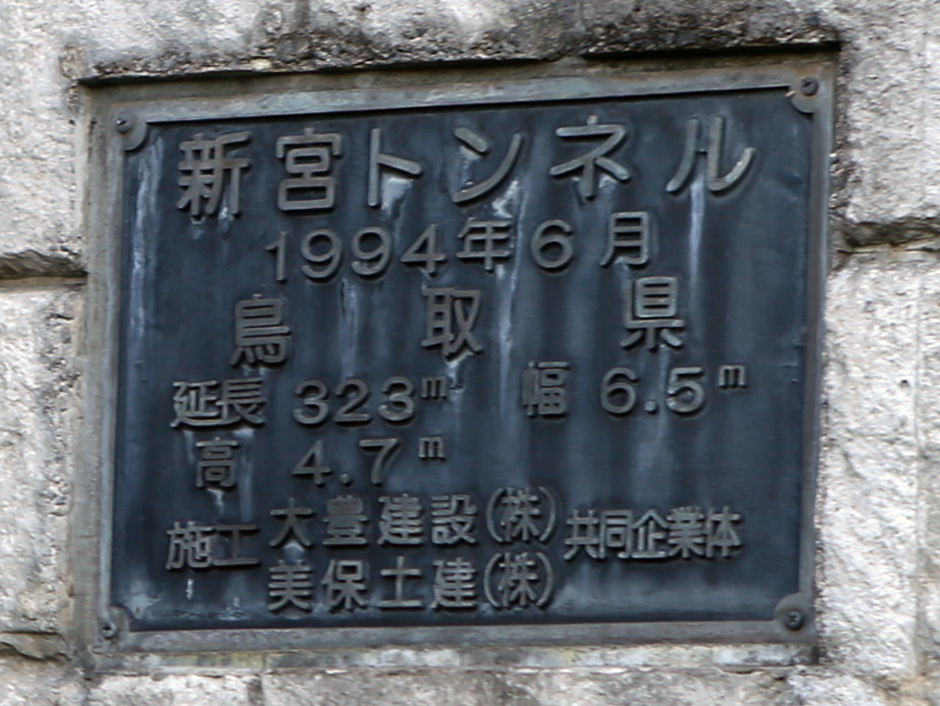 新宮トンネル
1994年6月
鳥取県
延長 323m 幅 6.5m
高 4.7m
施工 大豊建設(株) 共同企業体
美保土建(株)